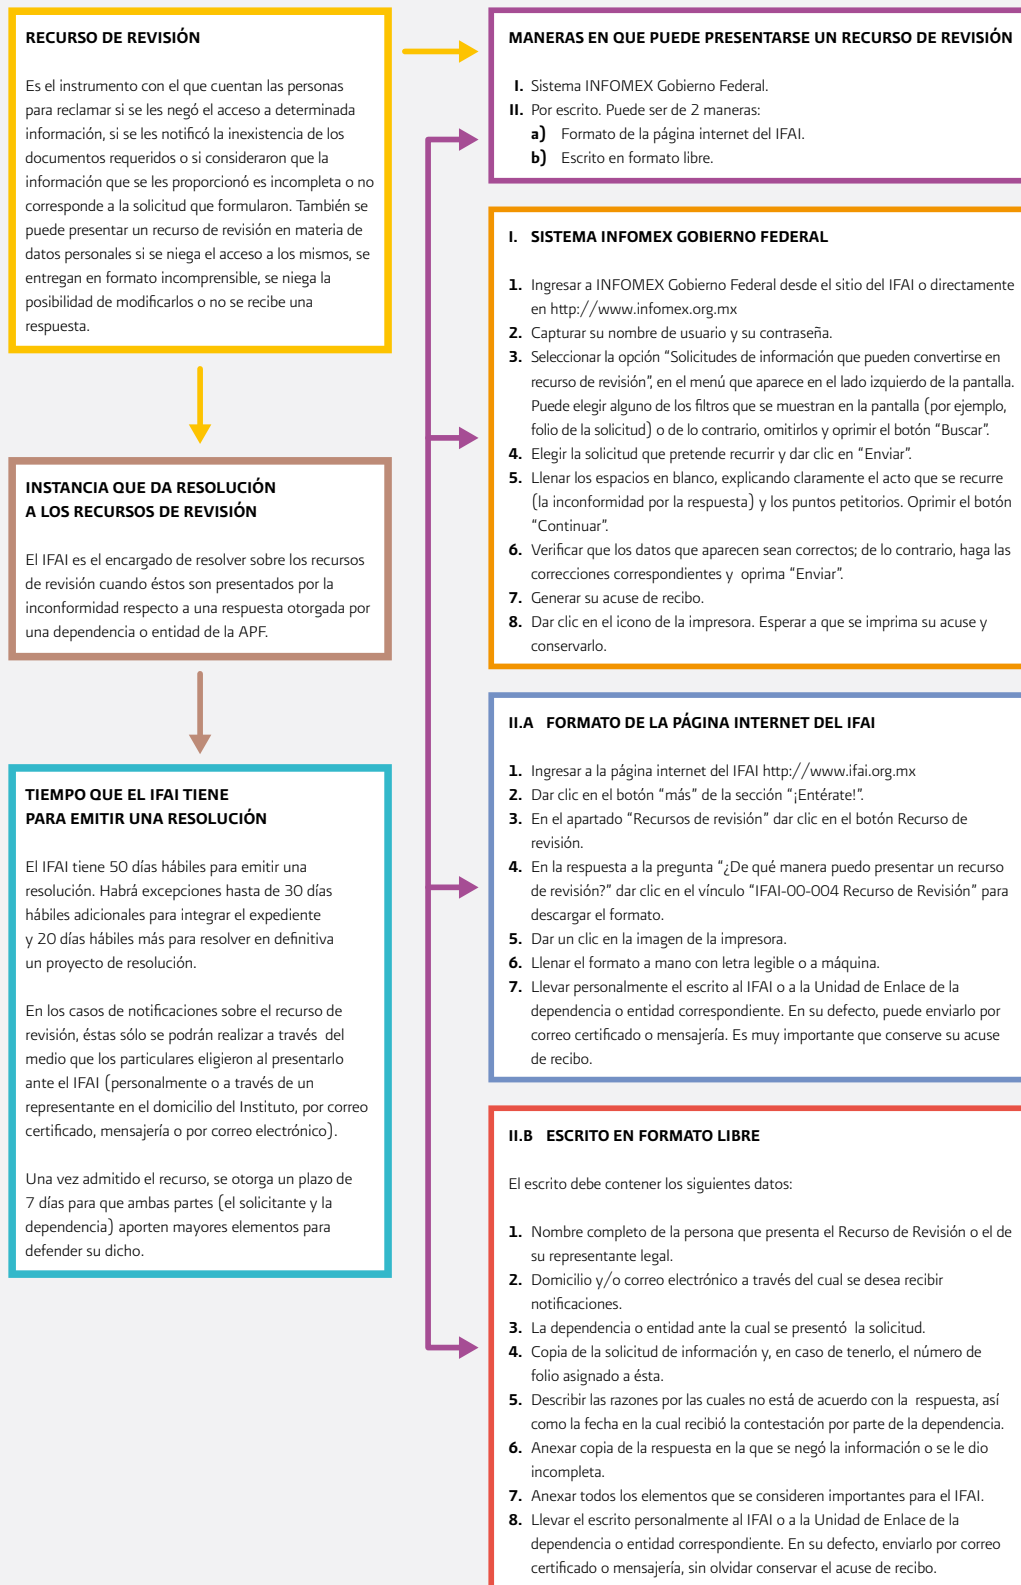 RECURSO DE REVISIÓN
Es el instrumento con el que cuentan las personas
para reclamar si se les negó el acceso a determinada
información, si se les notificó la inexistencia de los
documentos requeridos o si consideraron que la
información que se les proporcionó es incompleta o no
corresponde a la solicitud que formularon. También se
puede presentar un recurso de revisión en materia de
datos personales si se niega el acceso a los mismos, se
entregan en formato incomprensible, se niega la
posibilidad de modificarlos o no se recibe una
respuesta.
INSTANCIA QUE DA RESOLUCIÓN
A LOS RECURSOS DE REVISIÓN
El IFAI es el encargado de resolver sobre los recursos
de revisión cuando éstos son presentados por la
inconformidad respecto a una respuesta otorgada por
una dependencia o entidad de la APF.
TIEMPO QUE EL IFAI TIENE
PARA EMITIR UNA RESOLUCIÓN
El IFAI tiene 50 días hábiles para emitir una
resolución. Habrá excepciones hasta de 30 días
hábiles adicionales para integrar el expediente
y 20 días hábiles más para resolver en definitiva
un proyecto de resolución.
En los casos de notificaciones sobre el recurso de
revisión, éstas sólo se podrán realizar a través del
medio que los particulares eligieron al presentarlo
ante el IFAI (personalmente o a través de un
representante en el domicilio del Instituto, por correo
certificado, mensajería o por correo electrónico).
Una vez admitido el recurso, se otorga un plazo de
7 días para que ambas partes (el solicitante y la
dependencia) aporten mayores elementos para
defender su dicho.
MANERAS EN QUE PUEDE PRESENTARSE UN RECURSO DE REVISIÓN
I. Sistema INFOMEX Gobierno Federal.
II. Por escrito. Puede ser de 2 maneras:
a) Formato de la página internet del IFAI.
b) Escrito en formato libre.
I. SISTEMA INFOMEX GOBIERNO FEDERAL
1. Ingresar a INFOMEX Gobierno Federal desde el sitio del IFAI o directamente
en http://www.infomex.org.mx
2. Capturar su nombre de usuario y su contraseña.
3. Seleccionar la opción "Solicitudes de información que pueden convertirse en
recurso de revisión", en el menú que aparece en el lado izquierdo de la pantalla.
Puede elegir alguno de los filtros que se muestran en la pantalla (por ejemplo,
folio de la solicitud) o de lo contrario, omitirlos y oprimir el botón "Buscar".
4. Elegir la solicitud que pretende recurrir y dar clic en "Enviar".
5. Llenar los espacios en blanco, explicando claramente el acto que se recurre
(la inconformidad por la respuesta) y los puntos petitorios. Oprimir el botón
"Continuar".
6. Verificar que los datos que aparecen sean correctos; de lo contrario, haga las
correcciones correspondientes y oprima "Enviar".
7. Generar su acuse de recibo.
8. Dar clic en el icono de la impresora. Esperar a que se imprima su acuse y
conservarlo.
II.A FORMATO DE LA PÁGINA INTERNET DEL IFAI
1. Ingresar a la página internet del IFAI http://www.ifai.org.mx
2. Dar clic en el botón "más" de la sección "¡Entérate!".
3. En el apartado "Recursos de revisión" dar clic en el botón Recurso de
revisión.
4. En la respuesta a la pregunta "¿De qué manera puedo presentar un recurso
de revisión?" dar clic en el vínculo "IFAI-00-004 Recurso de Revisión" para
descargar el formato.
5. Dar un clic en la imagen de la impresora.
6. Llenar el formato a mano con letra legible o a máquina.
7. Llevar personalmente el escrito al IFAI o a la Unidad de Enlace de la
dependencia o entidad correspondiente. En su defecto, puede enviarlo por
correo certificado o mensajería. Es muy importante que conserve su acuse
de recibo.
II.B ESCRITO EN FORMATO LIBRE
El escrito debe contener los siguientes datos:
1. Nombre completo de la persona que presenta el Recurso de Revisión o el de
su representante legal.
2. Domicilio y/o correo electrónico a través del cual se desea recibir
notificaciones.
3. La dependencia o entidad ante la cual se presentó la solicitud.
4. Copia de la solicitud de información y, en caso de tenerlo, el número de
folio asignado a ésta.
5. Describir las razones por las cuales no está de acuerdo con la respuesta, así
como la fecha en la cual recibió la contestación por parte de la dependencia.
6. Anexar copia de la respuesta en la que se negó la información o se le dio
incompleta.
7. Anexar todos los elementos que se consideren importantes para el IFAI.
8. Llevar el escrito personalmente al IFAI o a la Unidad de Enlace de la
dependencia o entidad correspondiente. En su defecto, enviarlo por correo
certificado o mensajería, sin olvidar conservar el acuse de recibo.